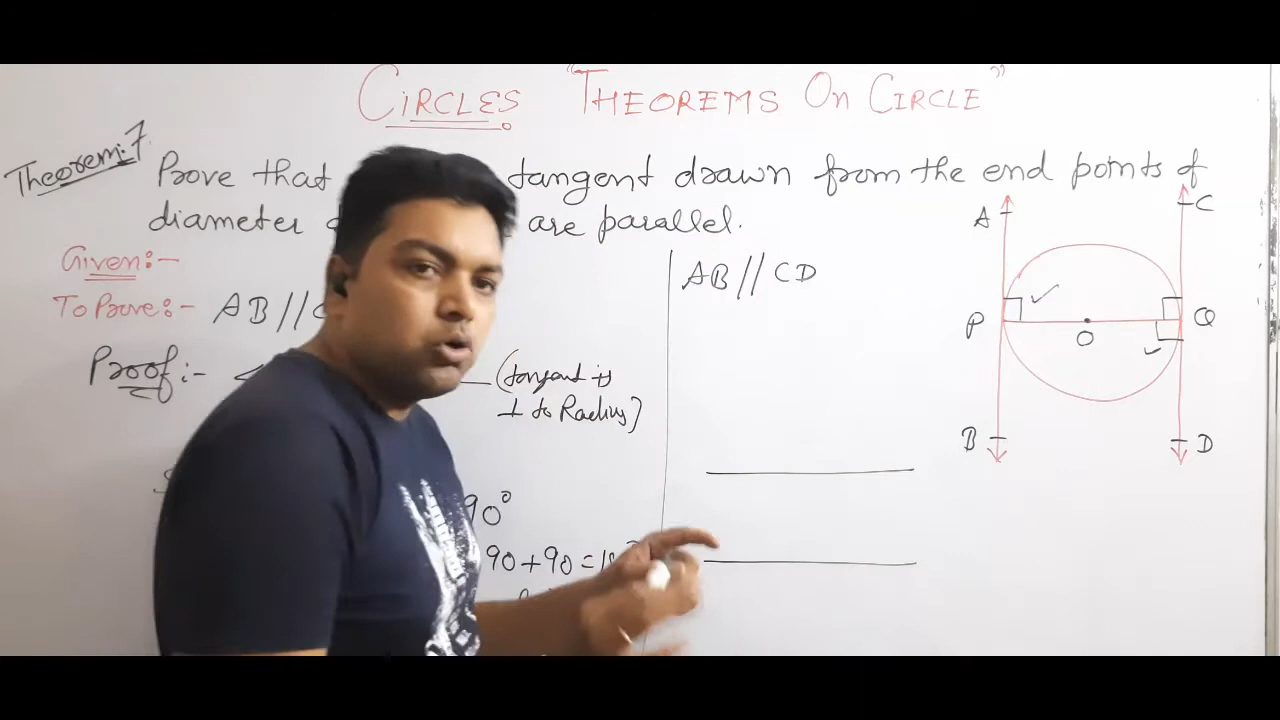 CIRCLES "THEOREMS On CIRCLE"
Theorem:7
Prove that tangent drawn from the end points of
diameter are parallel.
Given:-
To Prove:- AB//C
Proof:-
(tangent is
⊥ to Radius)
90°
90+90=1
AB//CD
A
C
P
O
Q
B
D